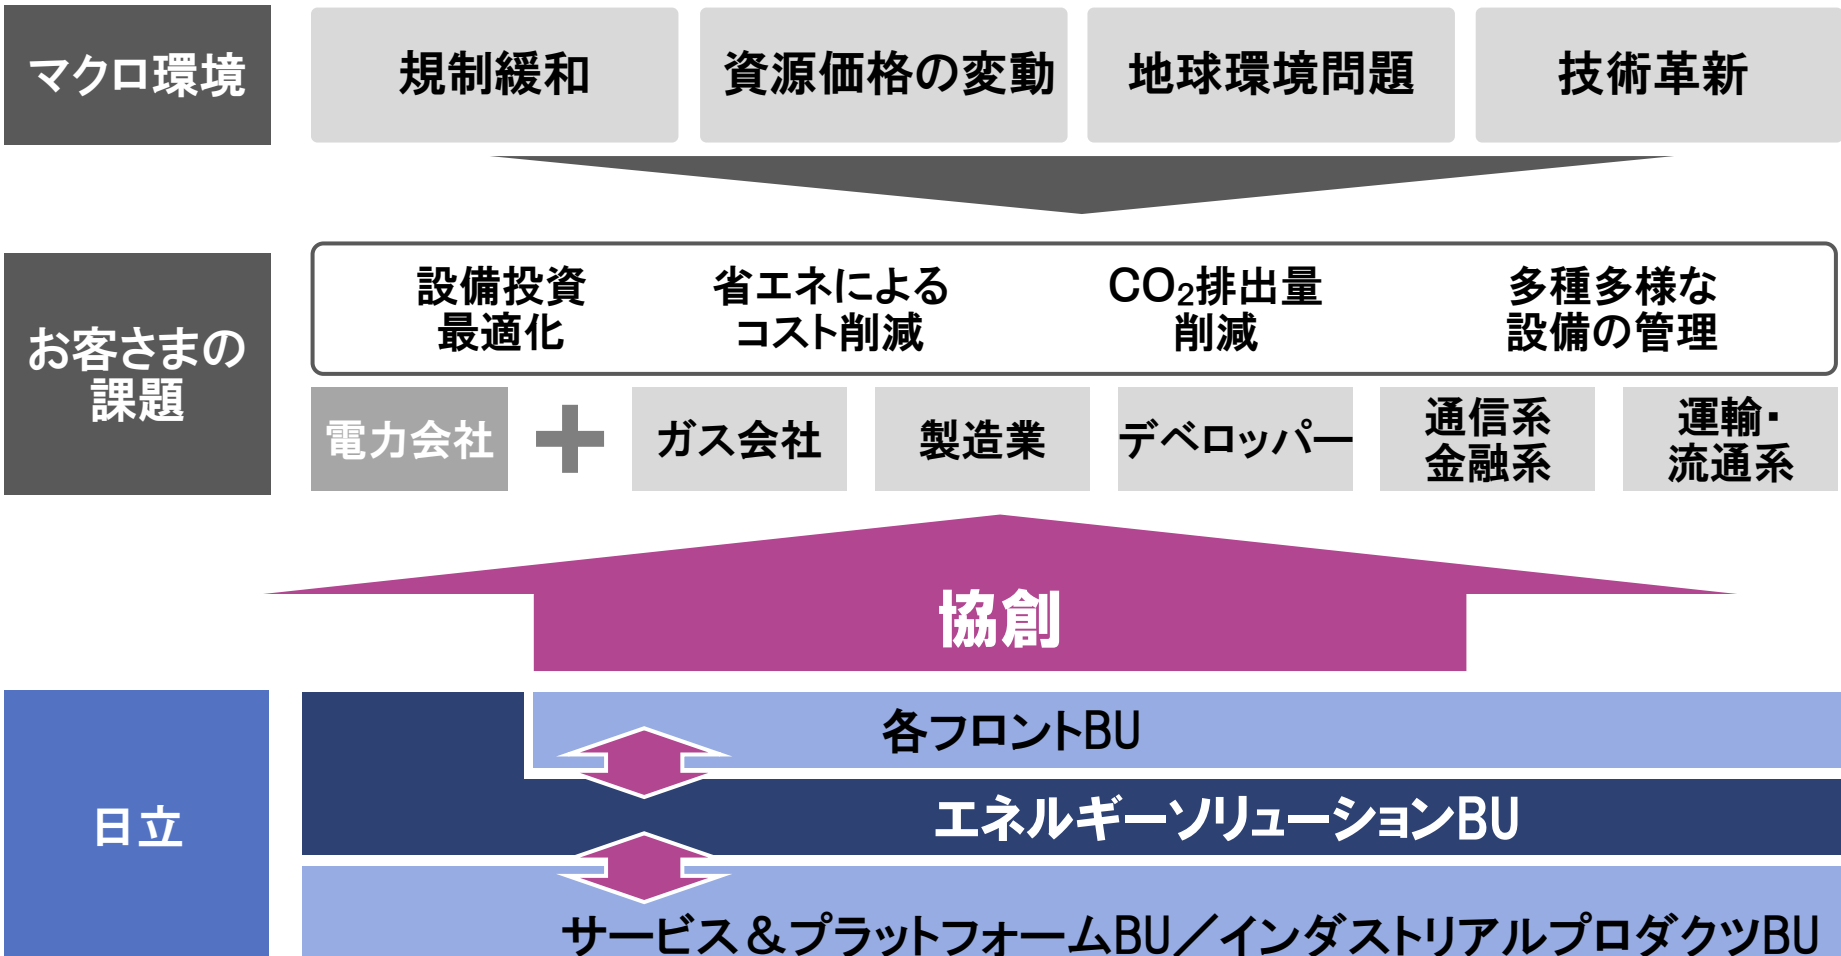 マクロ環境
規制緩和
資源価格の変動
地球環境問題
技術革新
お客さまの
課題
設備投資
最適化
省エネによる
コスト削減
CO₂排出量
削減
多種多様な
設備の管理
電力会社
ガス会社
製造業
デベロッパー
通信系
金融系
運輸・
流通系
協創
日立
各フロントBU
エネルギーソリューションBU
サービス＆プラットフォームBU／インダストリアルプロダクツBU